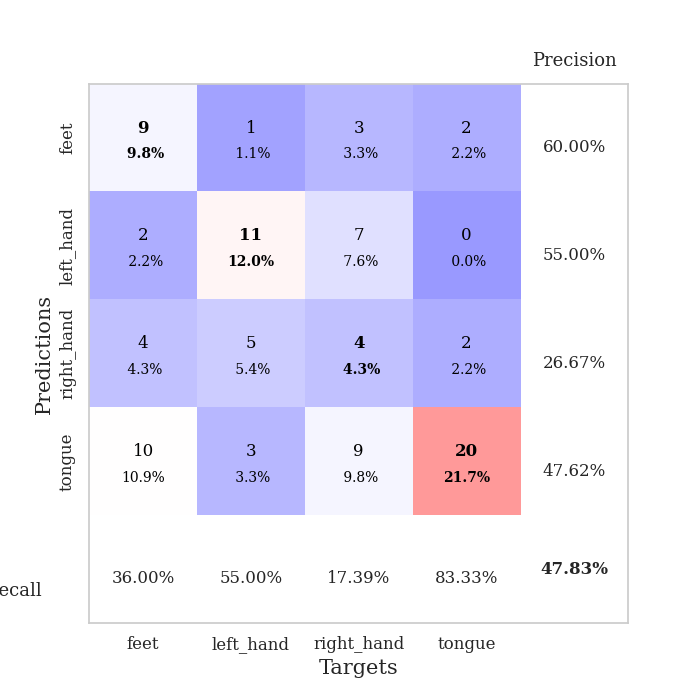 Precision
feet 9 1 3 2 60.00%
9.8% 1.1% 3.3% 2.2%
left_hand 2 11 7 0 55.00%
2.2% 12.0% 7.6% 0.0%
Predictions
right_hand 4 5 4 2 26.67%
4.3% 5.4% 4.3% 2.2%
tongue 10 3 9 20 47.62%
10.9% 3.3% 9.8% 21.7%
ecall 36.00% 55.00% 17.39% 83.33% 47.83%
feet left_hand right_hand tongue
Targets